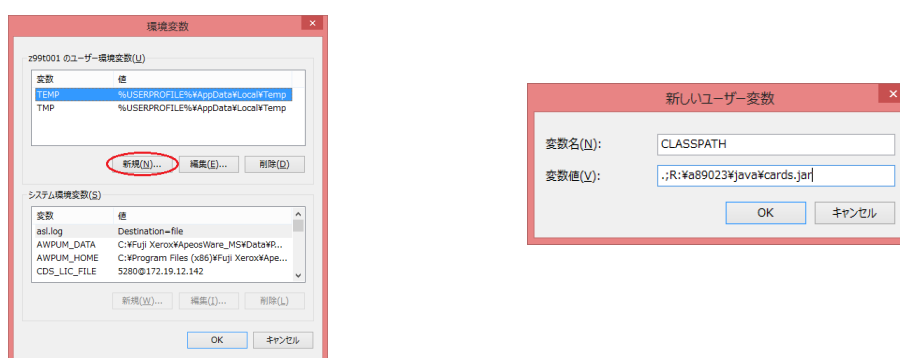 環境変数
×
z99t001 のユーザー環境変数(U)
変数 値
TEMP %USERPROFILE%¥AppData¥Local¥Temp
TMP %USERPROFILE%¥AppData¥Local¥Temp
新規(N)... 編集(E)... 削除(D)
システム環境変数(S)
変数 値
asl.log Destination=file
AWPUM_DATA C:¥Fuji Xerox¥ApeosWare_MS¥Data¥P...
AWPUM_HOME C:¥Program Files (x86)¥Fuji Xerox¥Ape...
CDS_LIC_FILE 5280@172.19.12.142
新規(W)... 編集(I)... 削除(L)
OK キャンセル
新しいユーザー変数
×
変数名(N): CLASSPATH
変数値(V): .;R:¥a89023¥java¥cards.jar
OK キャンセル